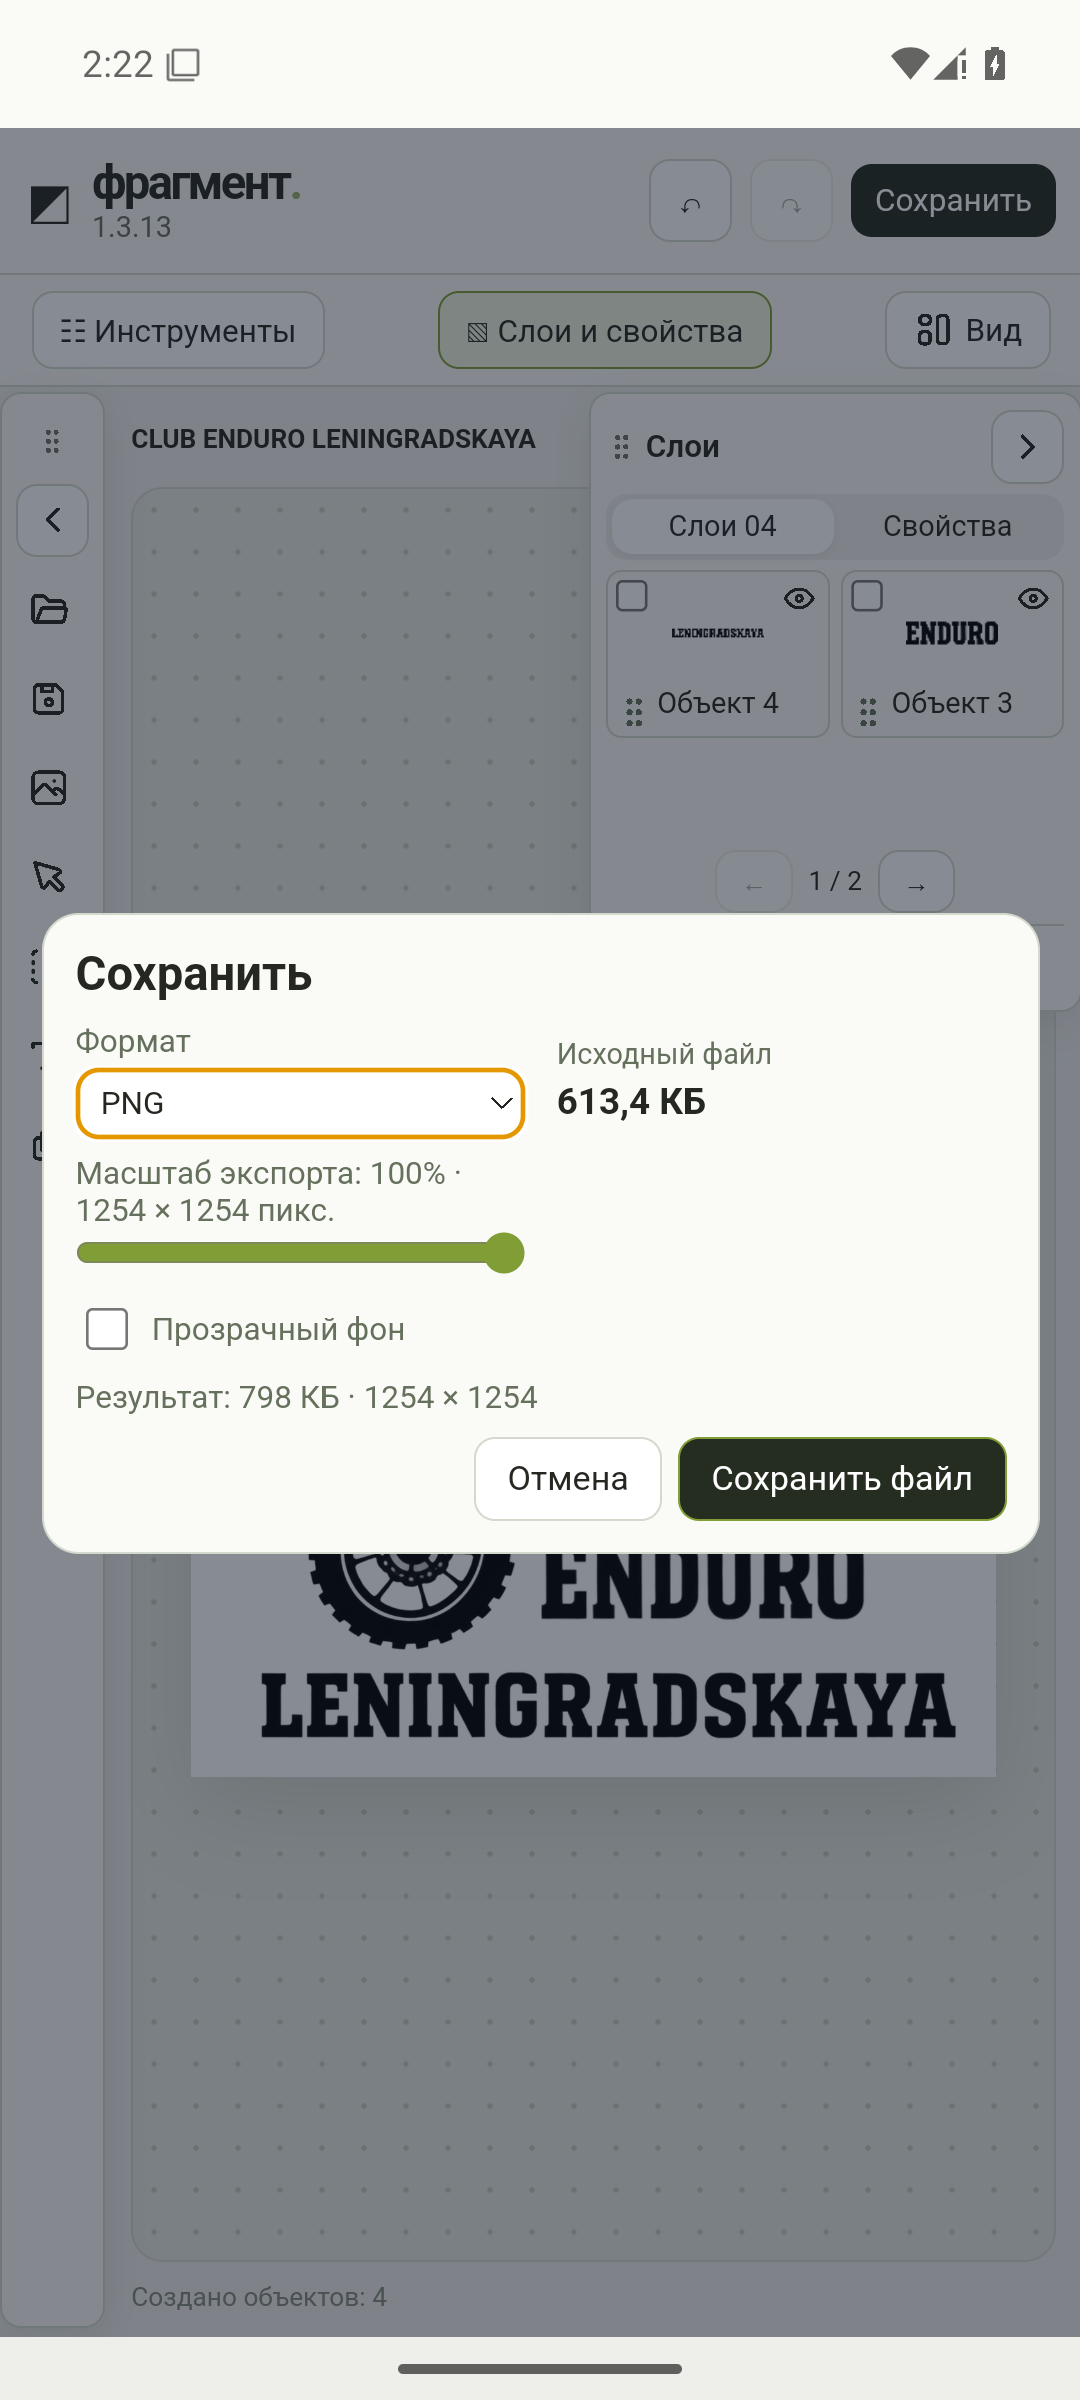 2:22
фрагмент.
1.3.13
Сохранить
Инструменты
Слои и свойства
Вид
CLUB ENDURO LENINGRADSKAYA
Слои
Слои 04
Свойства
LENINGRADSKAYA
ENDURO
Объект 4
Объект 3
← 1 / 2 →
Сохранить
Формат
PNG
Исходный файл
613,4 КБ
Масштаб экспорта: 100% ·
1254 × 1254 пикс.
Прозрачный фон
Результат: 798 КБ · 1254 × 1254
Отмена
Сохранить файл
ENDURO
LENINGRADSKAYA
Создано объектов: 4